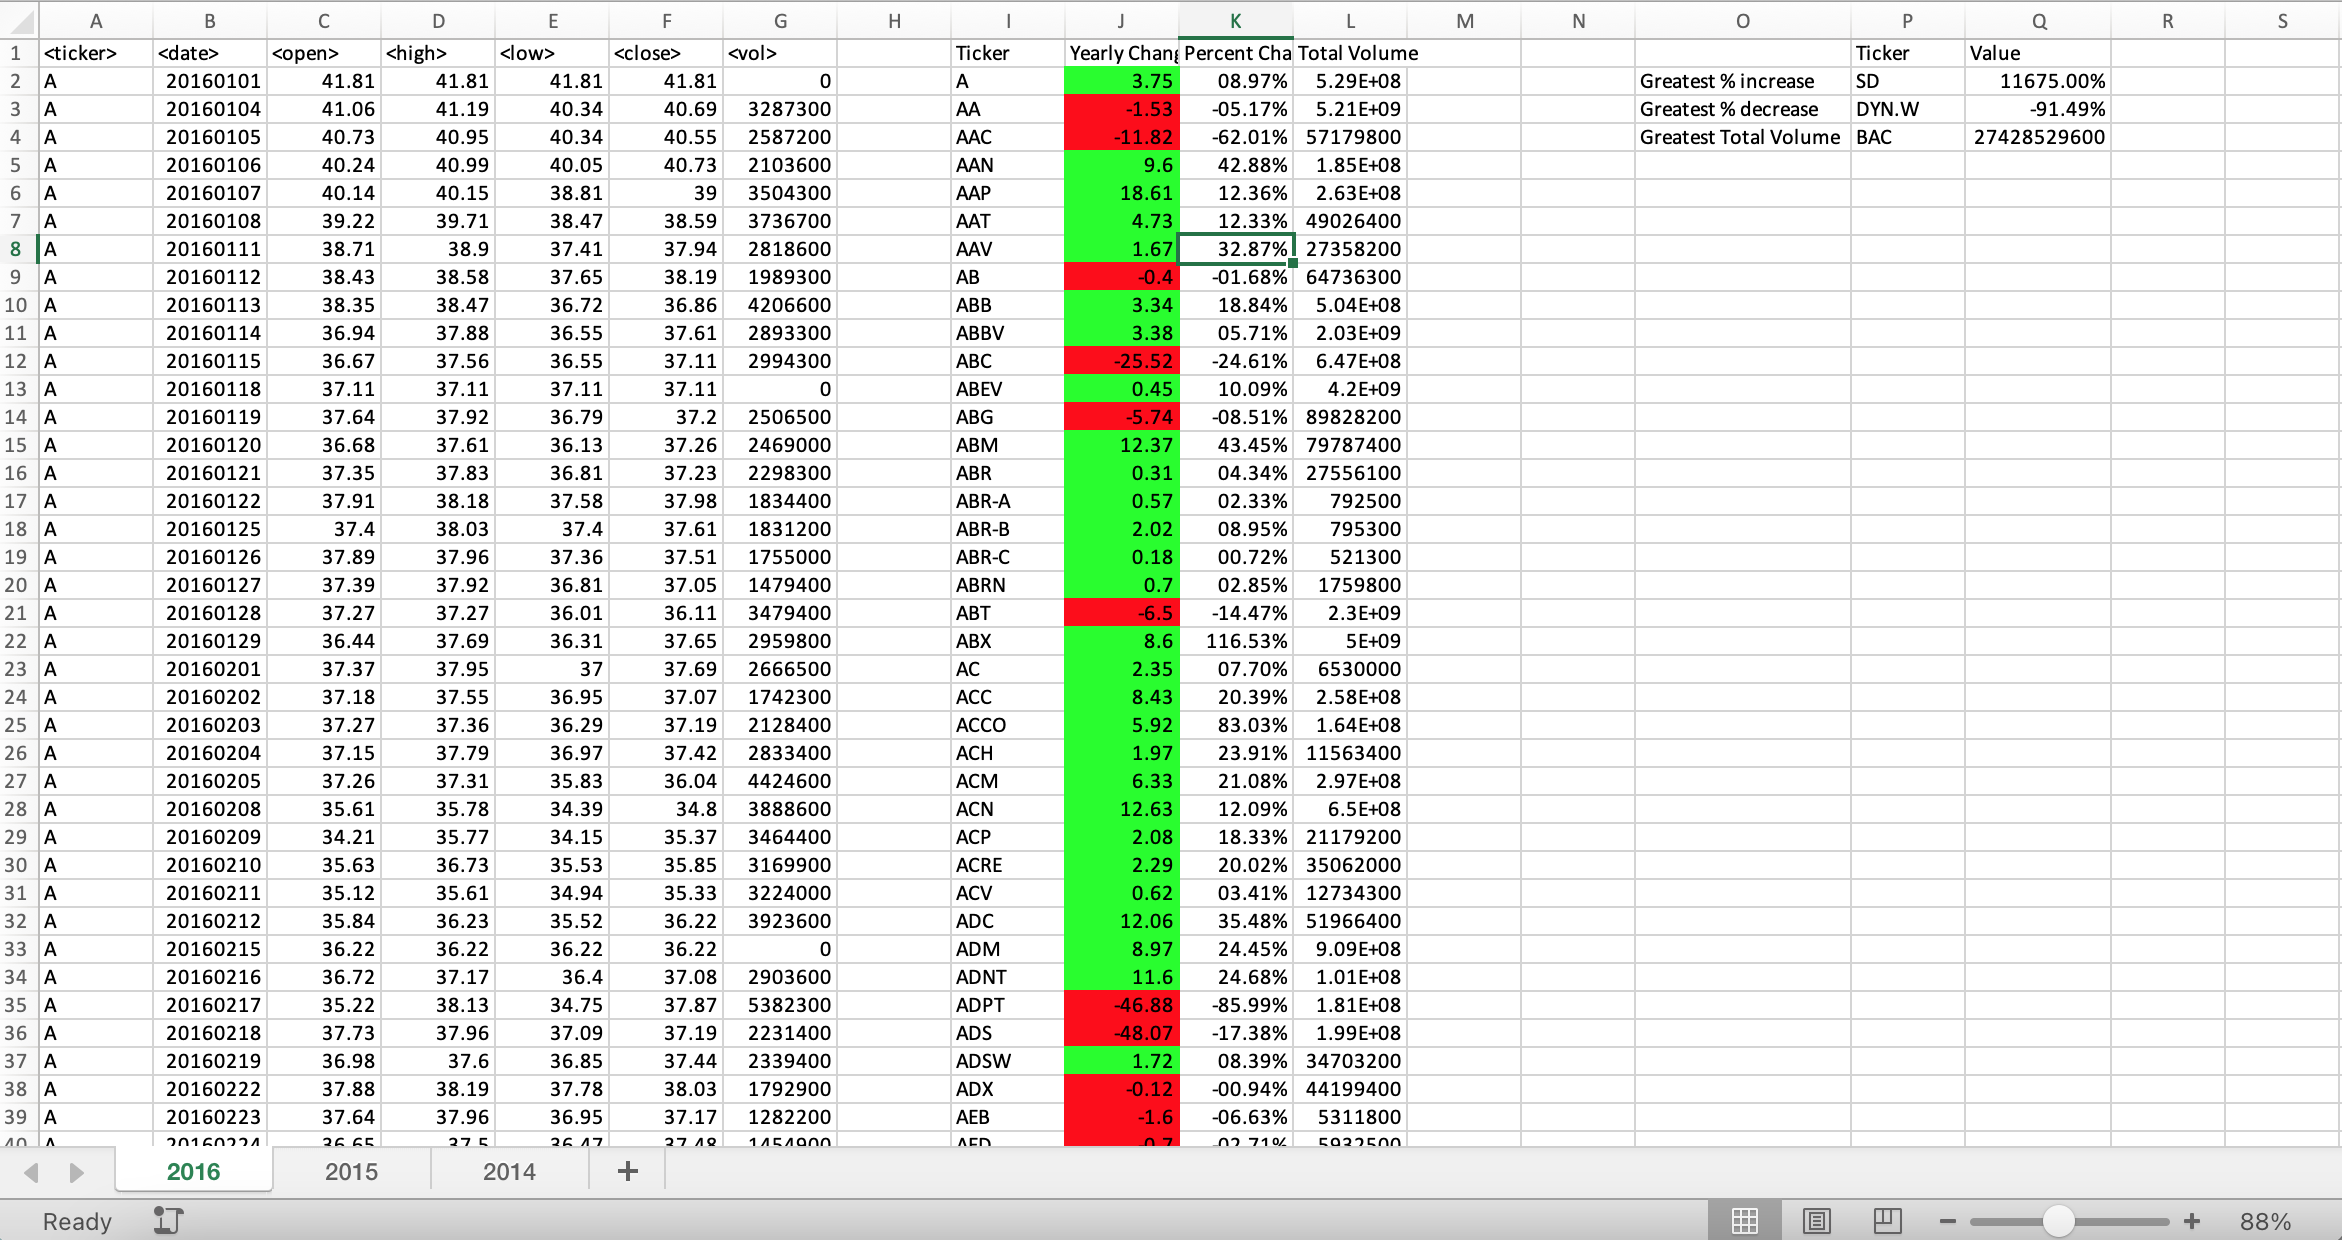 A B C D E F G H I J K L M N O P Q R S
1 <ticker> <date> <open> <high> <low> <close> <vol> Ticker Yearly Chang Percent Cha Total Volume Ticker Value
2 A 20160101 41.81 41.81 41.81 41.81 0 A 3.75 08.97% 5.29E+08 Greatest % increase SD 11675.00%
3 A 20160104 41.06 41.19 40.34 40.69 3287300 AA -1.53 -05.17% 5.21E+09 Greatest % decrease DYN.W -91.49%
4 A 20160105 40.73 40.95 40.34 40.55 2587200 AAC -11.82 -62.01% 57179800 Greatest Total Volume BAC 27428529600
5 A 20160106 40.24 40.99 40.05 40.73 2103600 AAN 9.6 42.88% 1.85E+08
6 A 20160107 40.14 40.15 38.81 39 3504300 AAP 18.61 12.36% 2.63E+08
7 A 20160108 39.22 39.71 38.47 38.59 3736700 AAT 4.73 12.33% 49026400
8 A 20160111 38.71 38.9 37.41 37.94 2818600 AAV 1.67 32.87% 27358200
9 A 20160112 38.43 38.58 37.65 38.19 1989300 AB -0.4 -01.68% 64736300
10 A 20160113 38.35 38.47 36.72 36.86 4206600 ABB 3.34 18.84% 5.04E+08
11 A 20160114 36.94 37.88 36.55 37.61 2893300 ABBV 3.38 05.71% 2.03E+09
12 A 20160115 36.67 37.56 36.55 37.11 2994300 ABC -25.52 -24.61% 6.47E+08
13 A 20160118 37.11 37.11 37.11 37.11 0 ABEV 0.45 10.09% 4.2E+09
14 A 20160119 37.64 37.92 36.79 37.2 2506500 ABG -5.74 -08.51% 89828200
15 A 20160120 36.68 37.61 36.13 37.26 2469000 ABM 12.37 43.45% 79787400
16 A 20160121 37.35 37.83 36.81 37.23 2298300 ABR 0.31 04.34% 27556100
17 A 20160122 37.91 38.18 37.58 37.98 1834400 ABR-A 0.57 02.33% 792500
18 A 20160125 37.4 38.03 37.4 37.61 1831200 ABR-B 2.02 08.95% 795300
19 A 20160126 37.89 37.96 37.36 37.51 1755000 ABR-C 0.18 00.72% 521300
20 A 20160127 37.39 37.92 36.81 37.05 1479400 ABRN 0.7 02.85% 1759800
21 A 20160128 37.27 37.27 36.01 36.11 3479400 ABT -6.5 -14.47% 2.3E+09
22 A 20160129 36.44 37.69 36.31 37.65 2959800 ABX 8.6 116.53% 5E+09
23 A 20160201 37.37 37.95 37 37.69 2666500 AC 2.35 07.70% 6530000
24 A 20160202 37.18 37.55 36.95 37.07 1742300 ACC 8.43 20.39% 2.58E+08
25 A 20160203 37.27 37.36 36.29 37.19 2128400 ACCO 5.92 83.03% 1.64E+08
26 A 20160204 37.15 37.79 36.97 37.42 2833400 ACH 1.97 23.91% 11563400
27 A 20160205 37.26 37.31 35.83 36.04 4424600 ACM 6.33 21.08% 2.97E+08
28 A 20160208 35.61 35.78 34.39 34.8 3888600 ACN 12.63 12.09% 6.5E+08
29 A 20160209 34.21 35.77 34.15 35.37 3464400 ACP 2.08 18.33% 21179200
30 A 20160210 35.63 36.73 35.53 35.85 3169900 ACRE 2.29 20.02% 35062000
31 A 20160211 35.12 35.61 34.94 35.33 3224000 ACV 0.62 03.41% 12734300
32 A 20160212 35.84 36.23 35.52 36.22 3923600 ADC 12.06 35.48% 51966400
33 A 20160215 36.22 36.22 36.22 36.22 0 ADM 8.97 24.45% 9.09E+08
34 A 20160216 36.72 37.17 36.4 37.08 2903600 ADNT 11.6 24.68% 1.01E+08
35 A 20160217 35.22 38.13 34.75 37.87 5382300 ADPT -46.88 -85.99% 1.81E+08
36 A 20160218 37.73 37.96 37.09 37.19 2231400 ADS -48.07 -17.38% 1.99E+08
37 A 20160219 36.98 37.6 36.85 37.44 2339400 ADSW 1.72 08.39% 34703200
38 A 20160222 37.88 38.19 37.78 38.03 1792900 ADX -0.12 -00.94% 44199400
39 A 20160223 37.64 37.96 36.95 37.17 1282200 AEB -1.6 -06.63% 5311800
40 A 20160224 36.65 37.5 36.47 37.48 1454900 AED -0.7 -02.71% 5932500
2016 2015 2014 +
Ready 88%